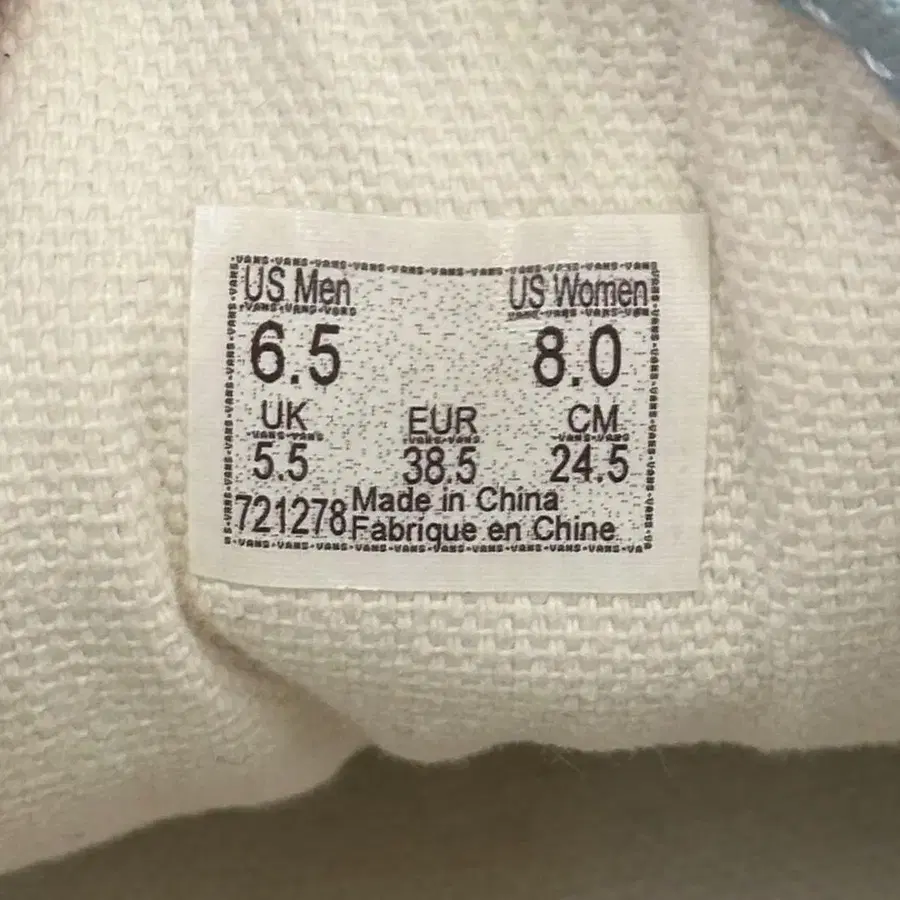 US Men US Women
6.5 8.0
UK EUR CM
5.5 38.5 24.5
721278 Made in China
Fabrique en Chine